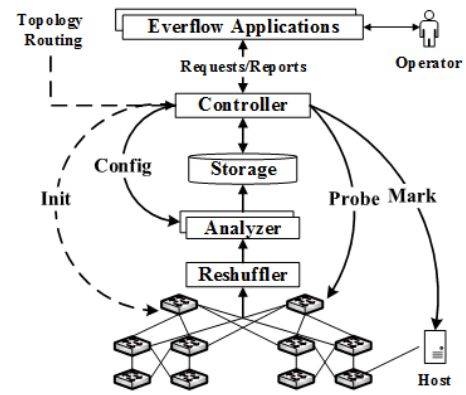 Topology
Routing
Everflow Applications
Operator
Requests/Reports
Controller
Config
Init
Storage
Probe
Mark
Analyzer
Reshuffler
Host